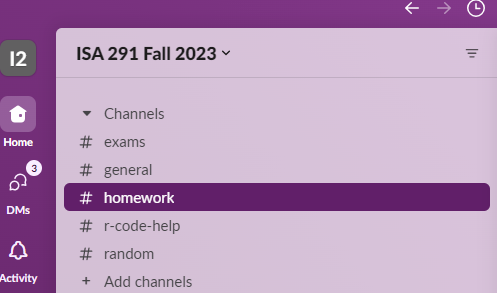 ISA 291 Fall 2023
I2
Home
3
DMs
Activity
Channels
# exams
# general
# homework
# r-code-help
# random
+ Add channels